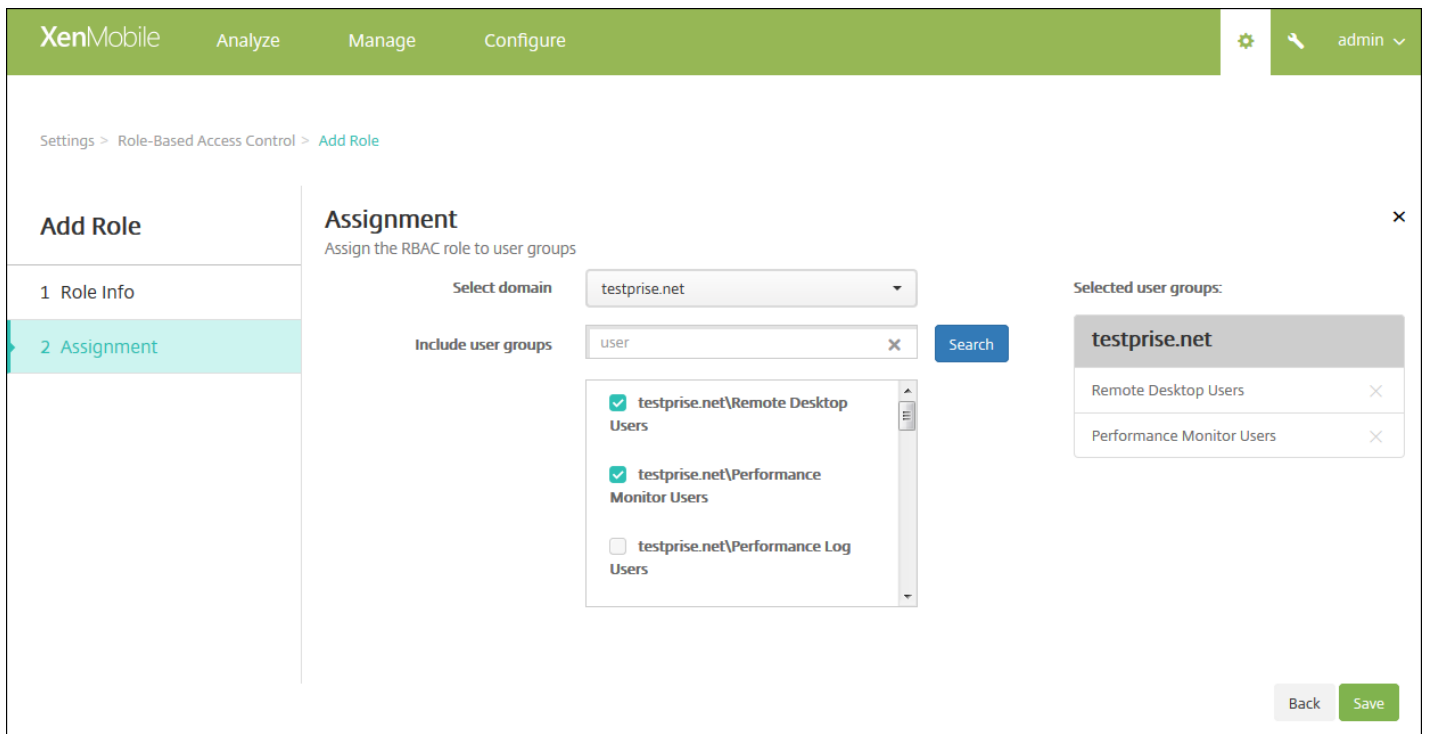 XenMobile Analyze Manage Configure admin
Settings > Role-Based Access Control > Add Role
Add Role
1 Role Info
2 Assignment
Assignment
Assign the RBAC role to user groups
Select domain testprise.net
Include user groups user Search
testprise.net\Remote Desktop
Users
testprise.net\Performance
Monitor Users
testprise.net\Performance Log
Users
Selected user groups:
testprise.net
Remote Desktop Users
Performance Monitor Users
Back Save